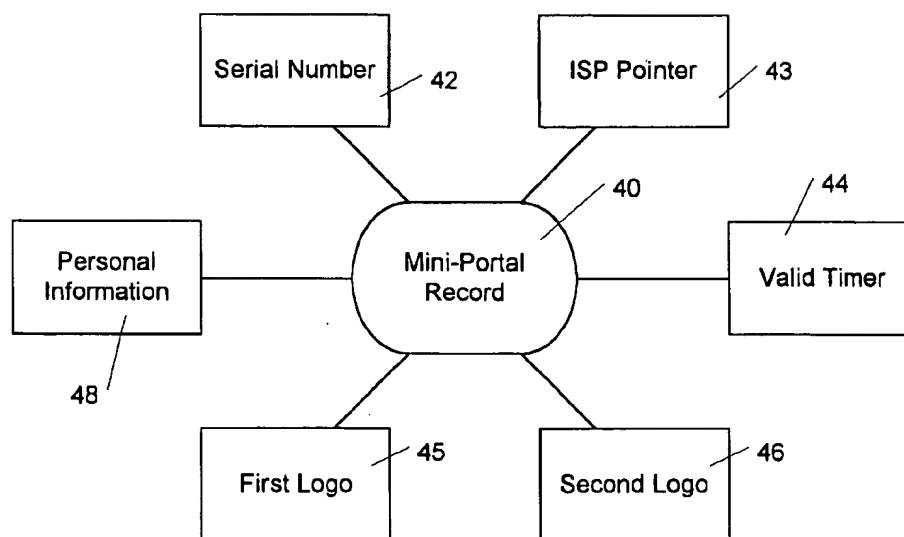 Serial Number
42
ISP Pointer
43
40
44
Mini-Portal
Record
Personal
Information
48
Valid Timer
45
First Logo
46
Second Logo